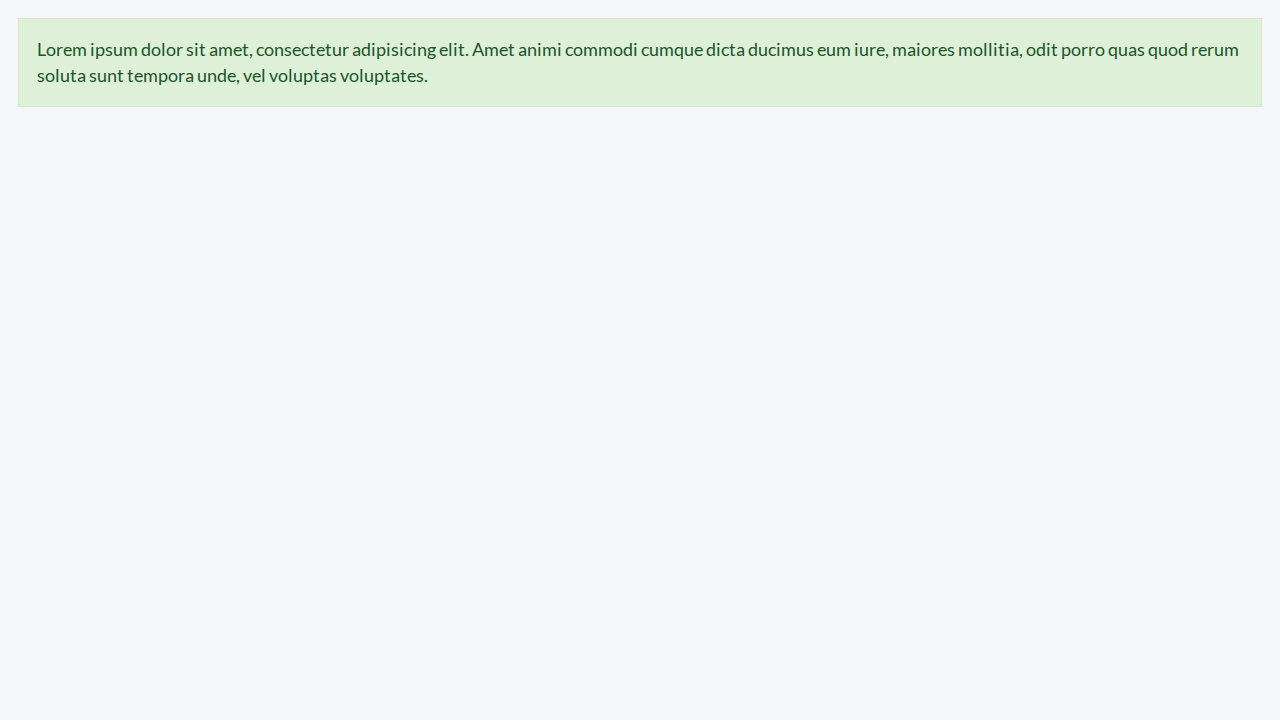 Lorem ipsum dolor sit amet, consectetur adipisicing elit. Amet animi commodi cumque dicta ducimus eum iure, maiores mollitia, odit porro quas quod rerum
soluta sunt tempora unde, vel voluptas voluptates.